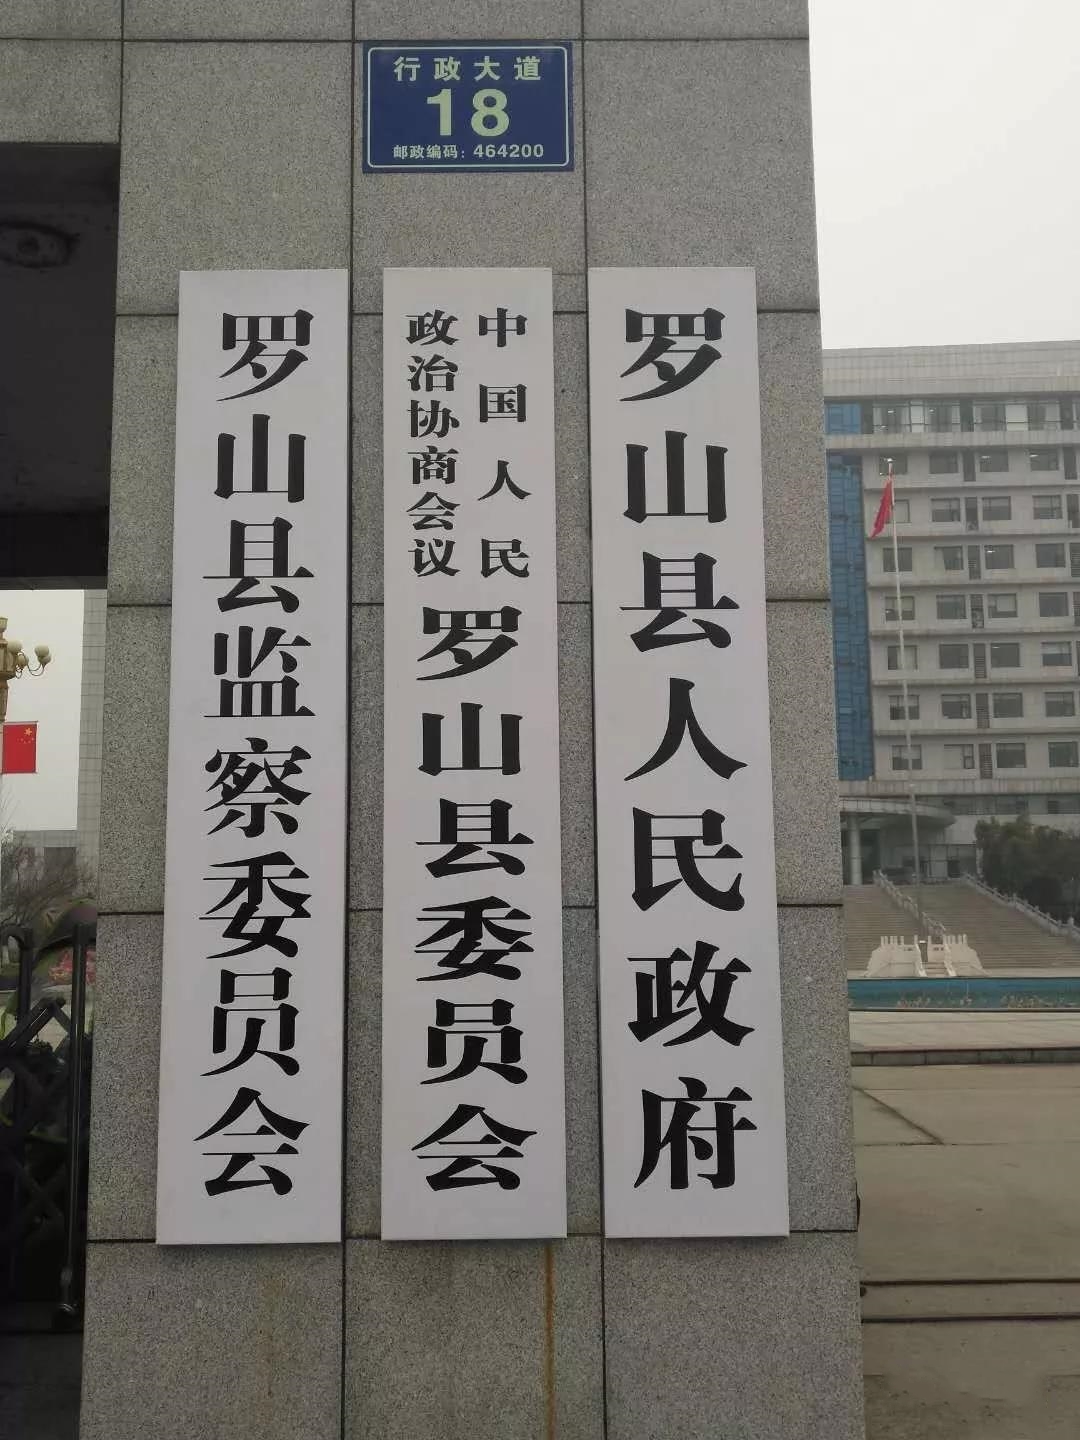 行政大道
18
邮政编码：464200
罗山县人民政府
中国人民
政治协商会议
罗山县委员会
罗山县监察委员会